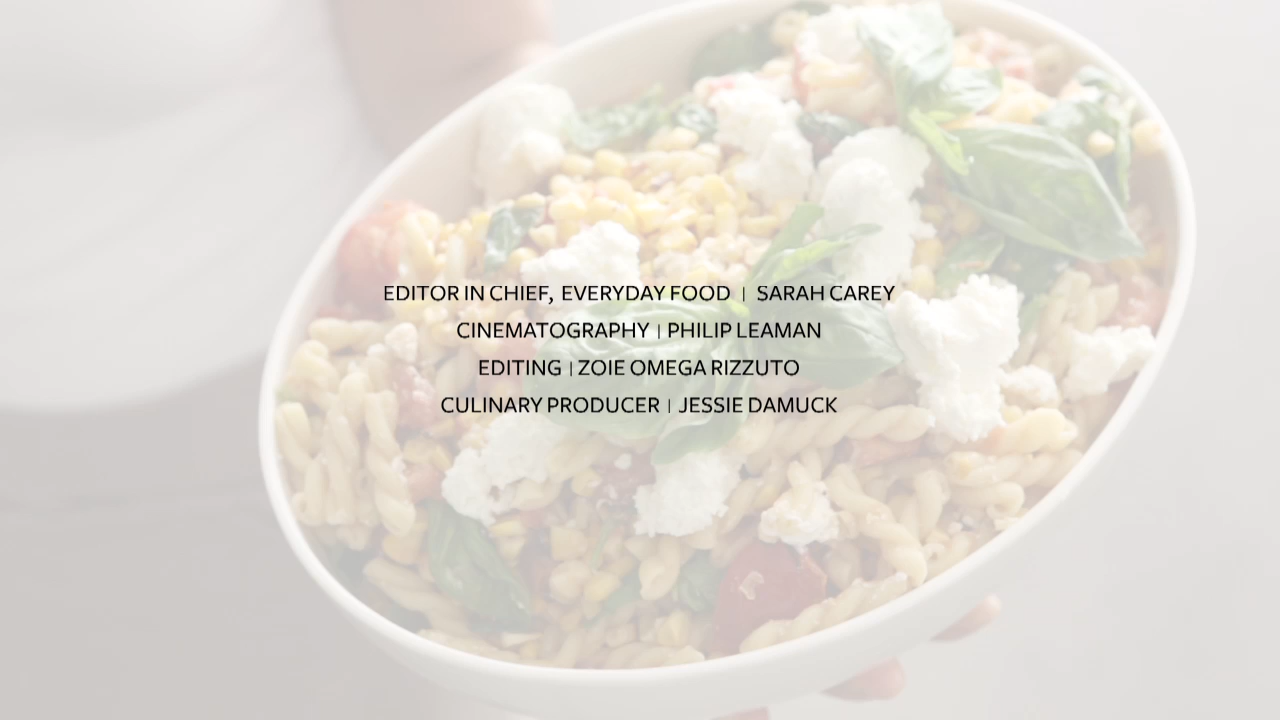 EDITOR IN CHIEF, EVERYDAY FOOD | SARAH CAREY
CINEMATOGRAPHY | PHILIP LEAMAN
EDITING | ZOIE OMEGA RIZZUTO
CULINARY PRODUCER | JESSIE DAMUCK